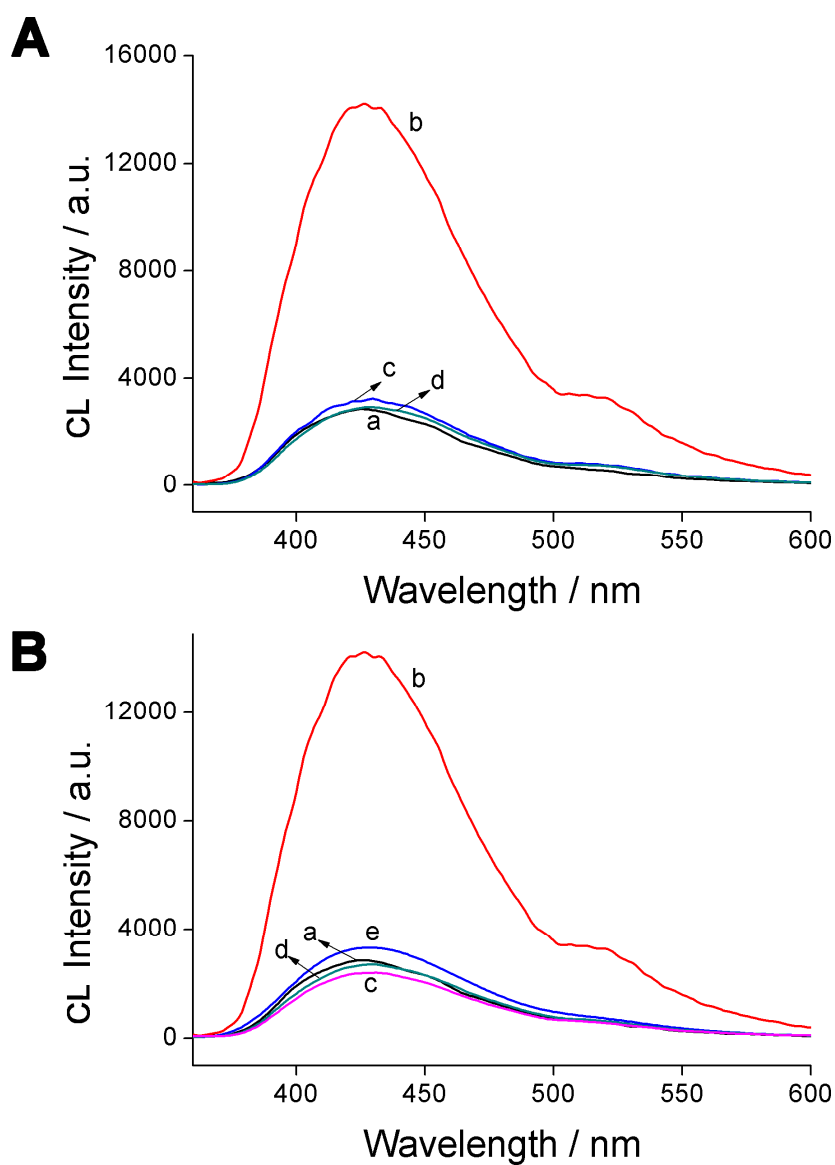 A
CL Intensity / a.u.
16000
12000
8000
4000
0
b
c
d
a
400
450
500
550
600
Wavelength / nm
B
CL Intensity / a.u.
12000
8000
4000
0
b
a
e
d
c
400
450
500
550
600
Wavelength / nm